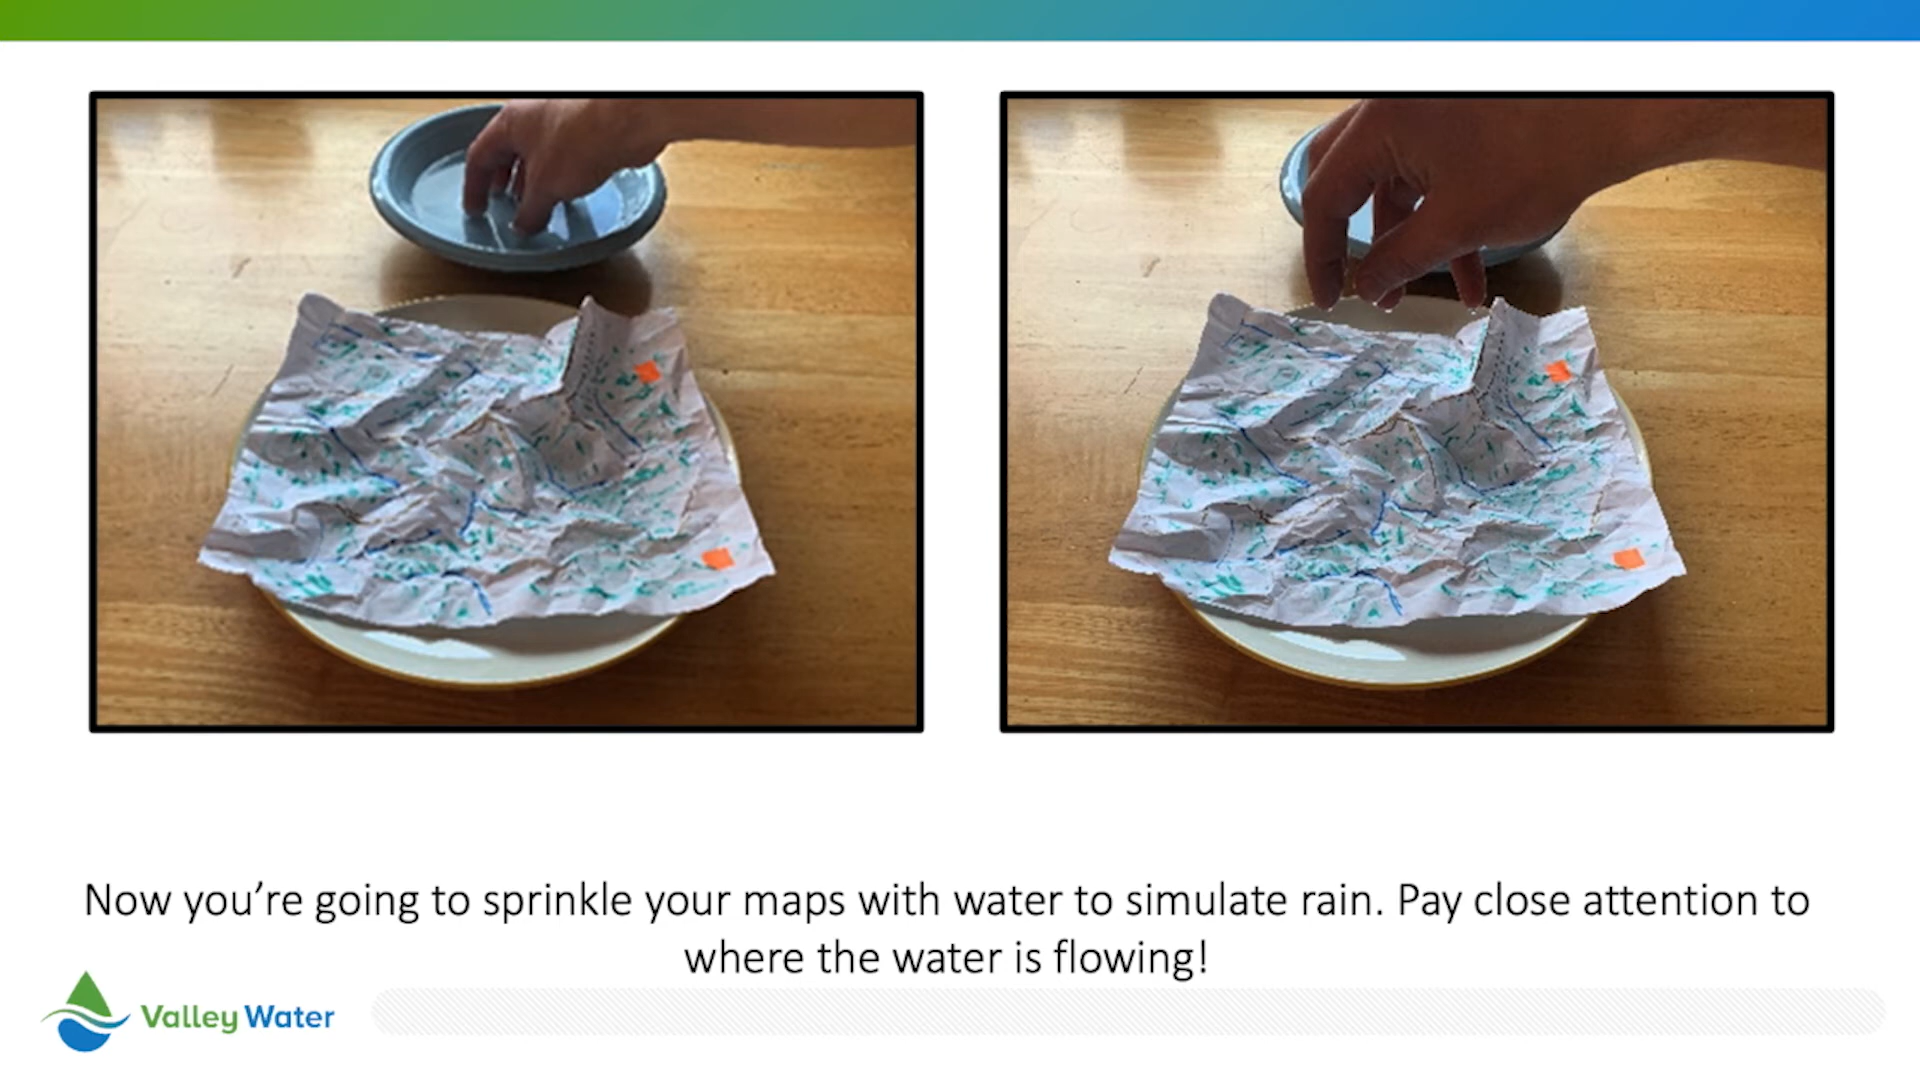 Now you’re going to sprinkle your maps with water to simulate rain. Pay close attention to
where the water is flowing!
Valley Water